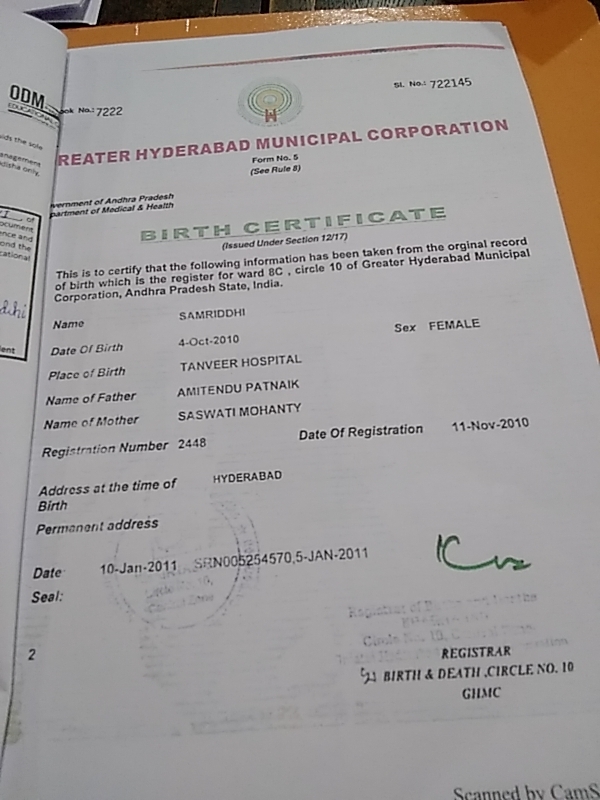 ODM
EDUCATIONAL
ook No.: 7222
Sl. No.: 722145
REATER HYDERABAD MUNICIPAL CORPORATION
Form No. 5
(See Rule 8)
vernment of Andhra Pradesh
partment of Medical & Health
BIRTH CERTIFICATE
(Issued Under Section 12/17)
This is to certify that the following information has been taken from the orginal record
of birth which is the register for ward 8C , circle 10 of Greater Hyderabad Municipal
Corporation, Andhra Pradesh State, India.
Name SAMRIDDHI
Date Of Birth 4-Oct-2010 Sex FEMALE
Place of Birth TANVEER HOSPITAL
Name of Father AMITENDU PATNAIK
Name of Mother SASWATI MOHANTY
Registration Number 2448 Date Of Registration 11-Nov-2010
Address at the time of HYDERABAD
Birth
Permanent address
Date 10-Jan-2011 SRN005254570,5-JAN-2011
Seal:
2
REGISTRAR
BIRTH & DEATH ,CIRCLE NO. 10
GHMC
Scanned by CamS